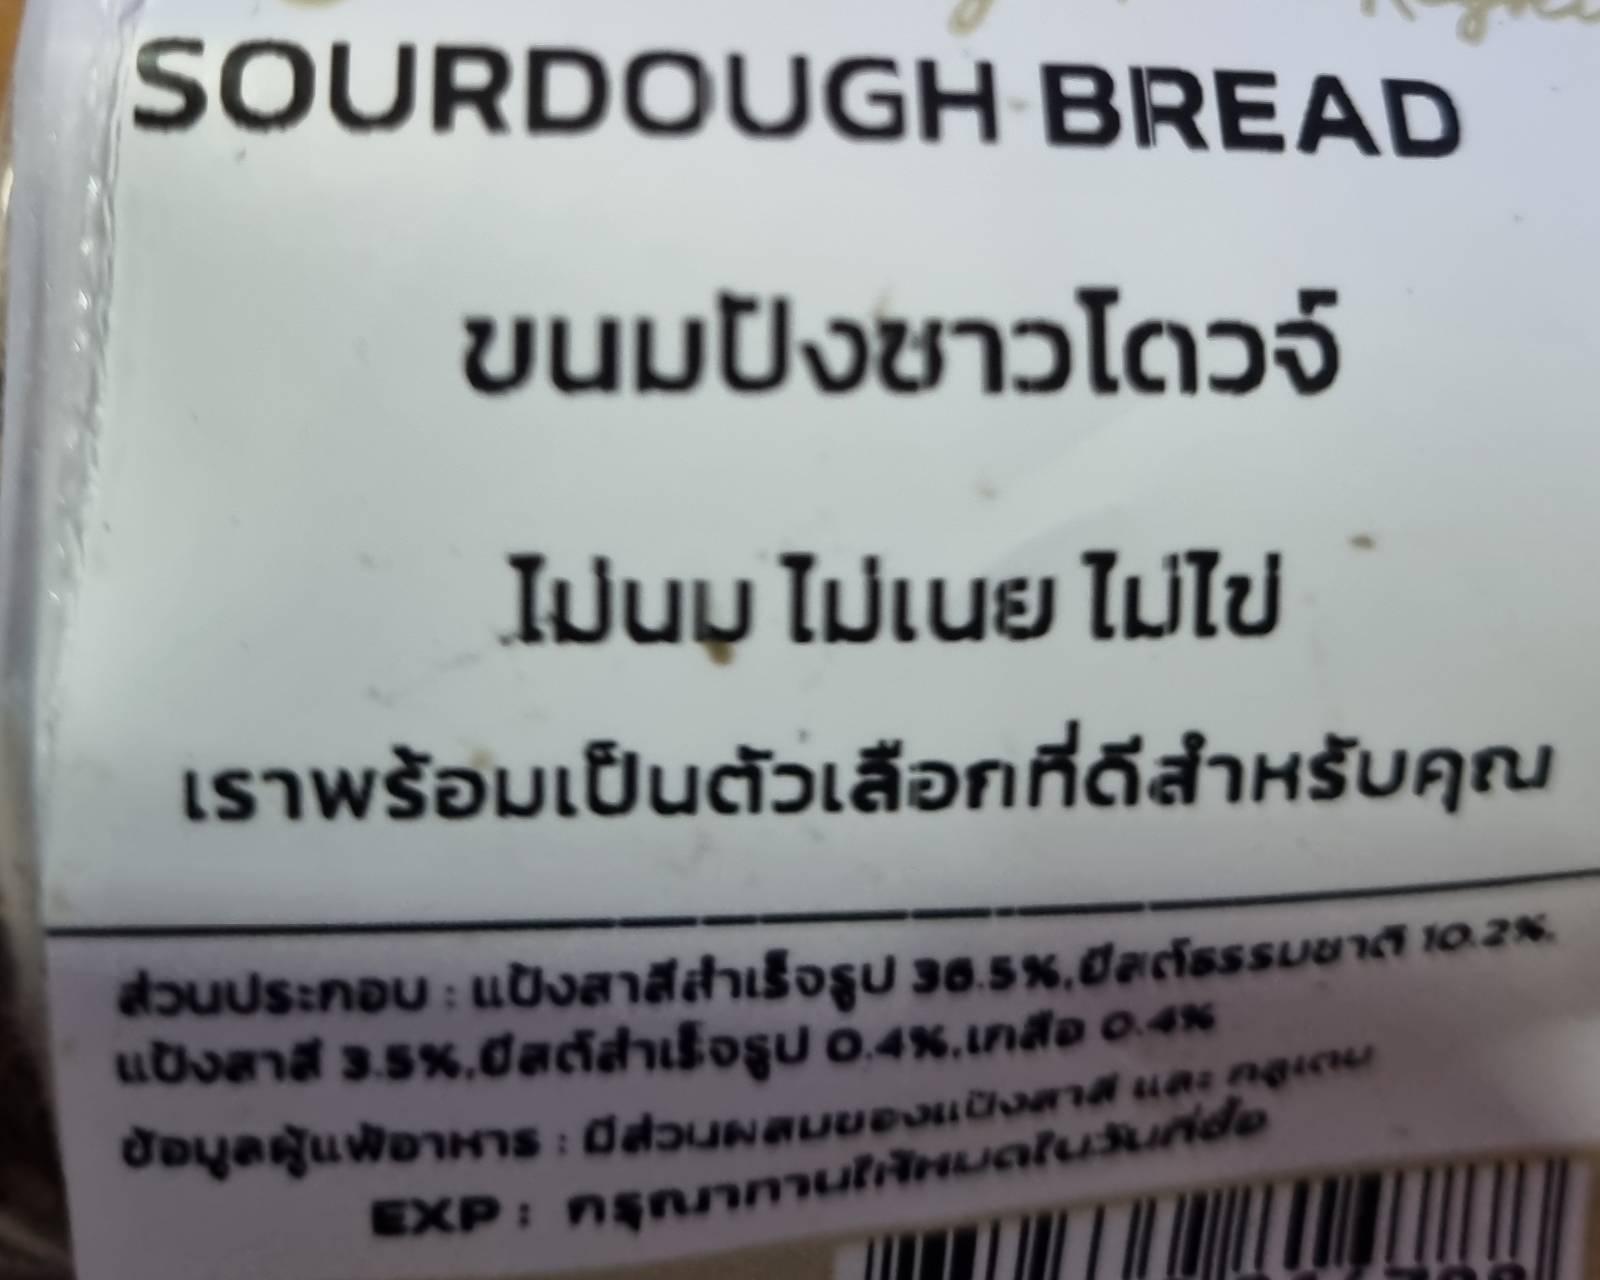 SOURDOUGH BREAD
ขนมปังซาวโดวจ์
ไม่นม ไม่เนย ไม่ไข่
เราพร้อมเป็นตัวเลือกที่ดีสำหรับคุณ
ส่วนประกอบ : แป้งสาลีสำเร็จรูป 36.5%,ยีสต์ธรรมชาติ 10.2%,
แป้งสาลี 3.5%,ยีสต์สำเร็จรูป 0.4%,เกลือ 0.4%
ข้อมูลผู้แพ้อาหาร : มีส่วนผสมของแป้งสาลี และ กลูเตน
EXP : กรุณาทานให้หมดในวันที่ซื้อ